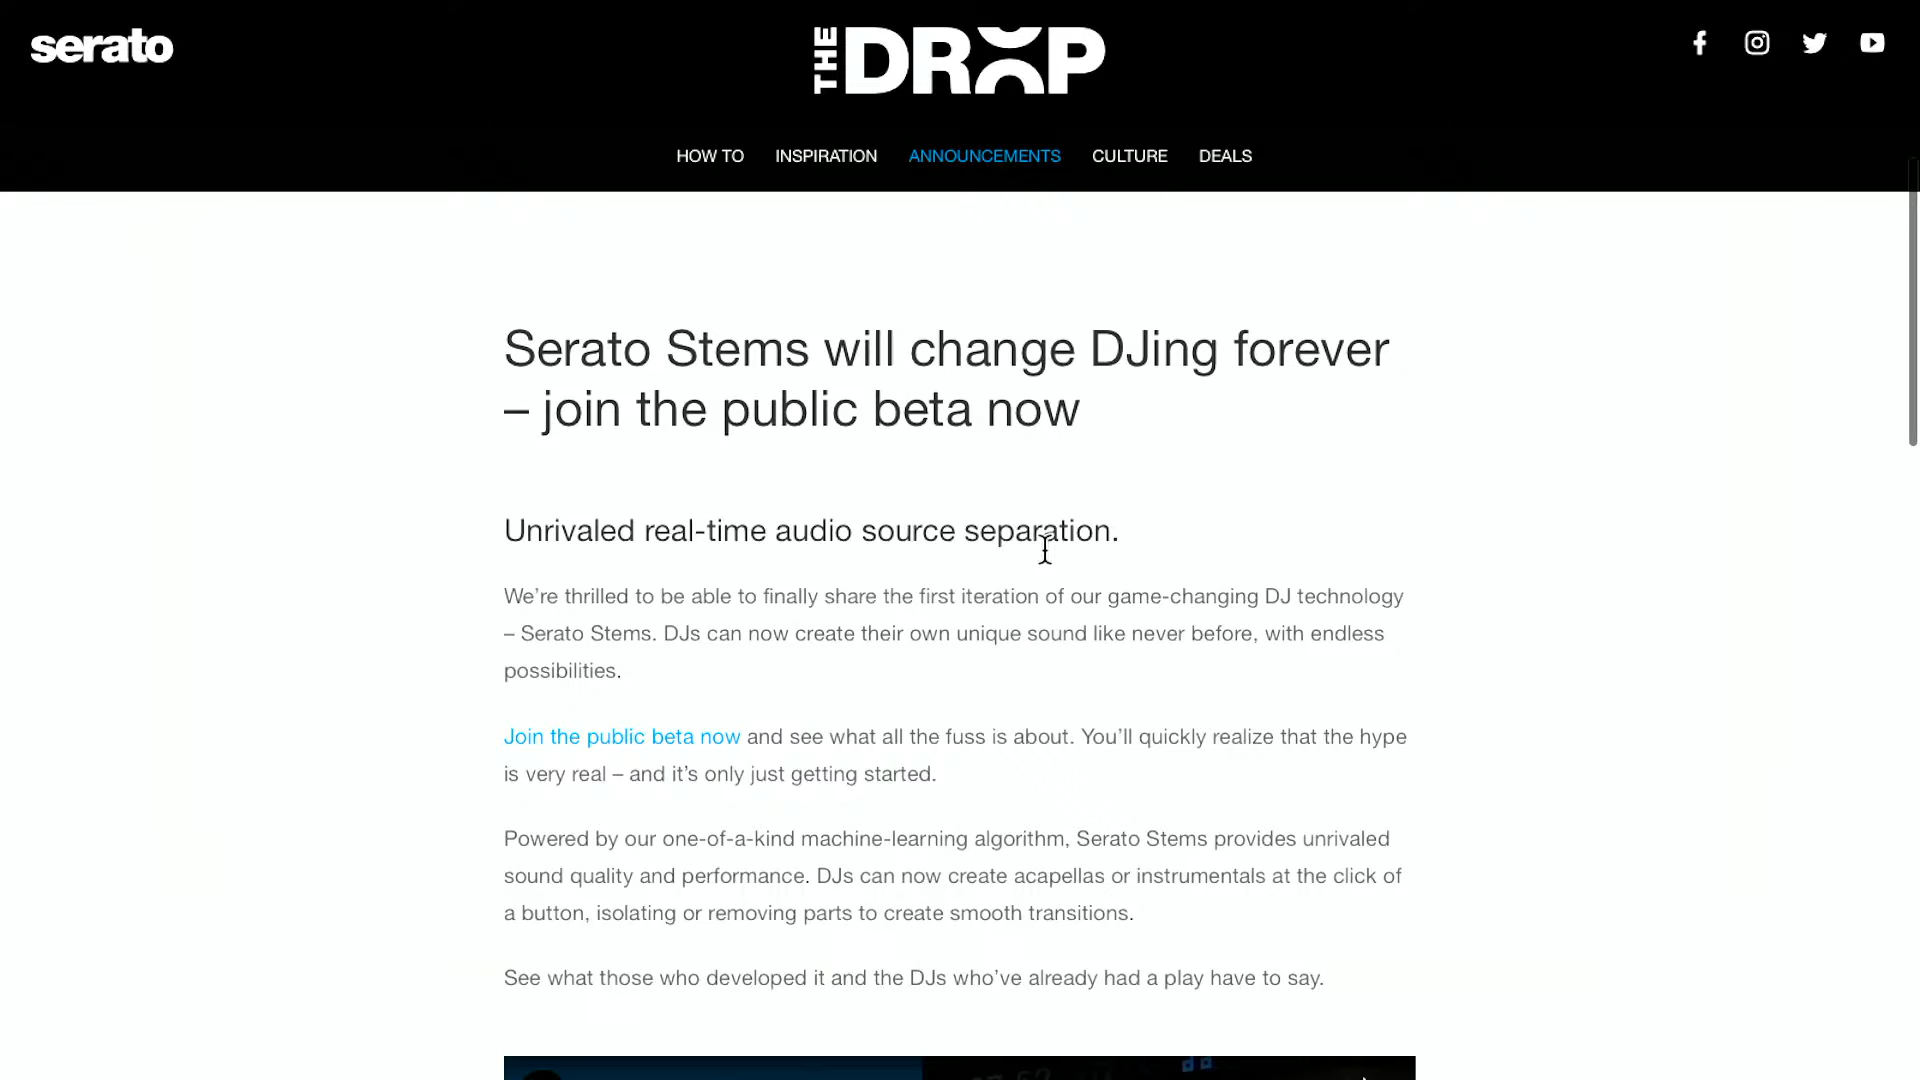 serato
THE DROP
HOW TO INSPIRATION ANNOUNCEMENTS CULTURE DEALS
Serato Stems will change DJing forever
– join the public beta now
Unrivaled real-time audio source separation.
We’re thrilled to be able to finally share the first iteration of our game-changing DJ technology
– Serato Stems. DJs can now create their own unique sound like never before, with endless
possibilities.
Join the public beta now and see what all the fuss is about. You’ll quickly realize that the hype
is very real – and it’s only just getting started.
Powered by our one-of-a-kind machine-learning algorithm, Serato Stems provides unrivaled
sound quality and performance. DJs can now create acapellas or instrumentals at the click of
a button, isolating or removing parts to create smooth transitions.
See what those who developed it and the DJs who’ve already had a play have to say.